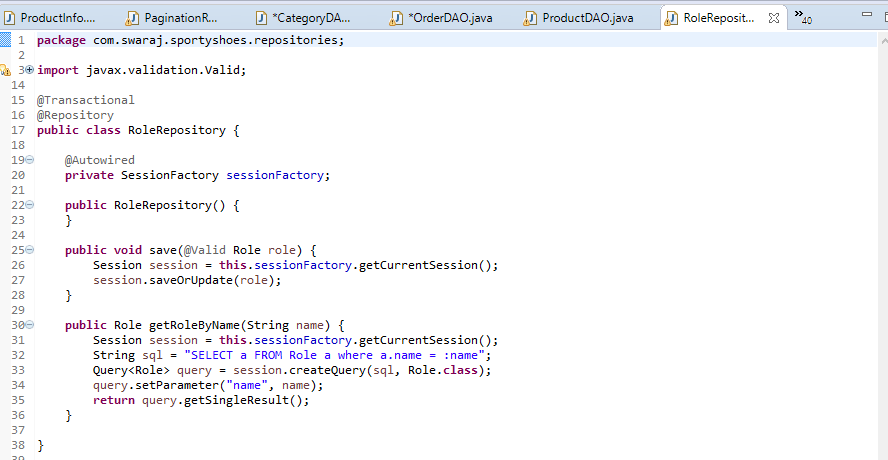 ProductInfo.... PaginationR... *CategoryDA... *OrderDAO.java ProductDAO.java RoleReposit... »40
1 package com.swaraj.sportyshoes.repositories;
2
3 import javax.validation.Valid;
14
15 @Transactional
16 @Repository
17 public class RoleRepository {
18
19 @Autowired
20 private SessionFactory sessionFactory;
21
22 public RoleRepository() {
23 }
24
25 public void save(@Valid Role role) {
26 Session session = this.sessionFactory.getCurrentSession();
27 session.saveOrUpdate(role);
28 }
29
30 public Role getRoleByName(String name) {
31 Session session = this.sessionFactory.getCurrentSession();
32 String sql = "SELECT a FROM Role a where a.name = :name";
33 Query<Role> query = session.createQuery(sql, Role.class);
34 query.setParameter("name", name);
35 return query.getSingleResult();
36 }
37
38 }
39